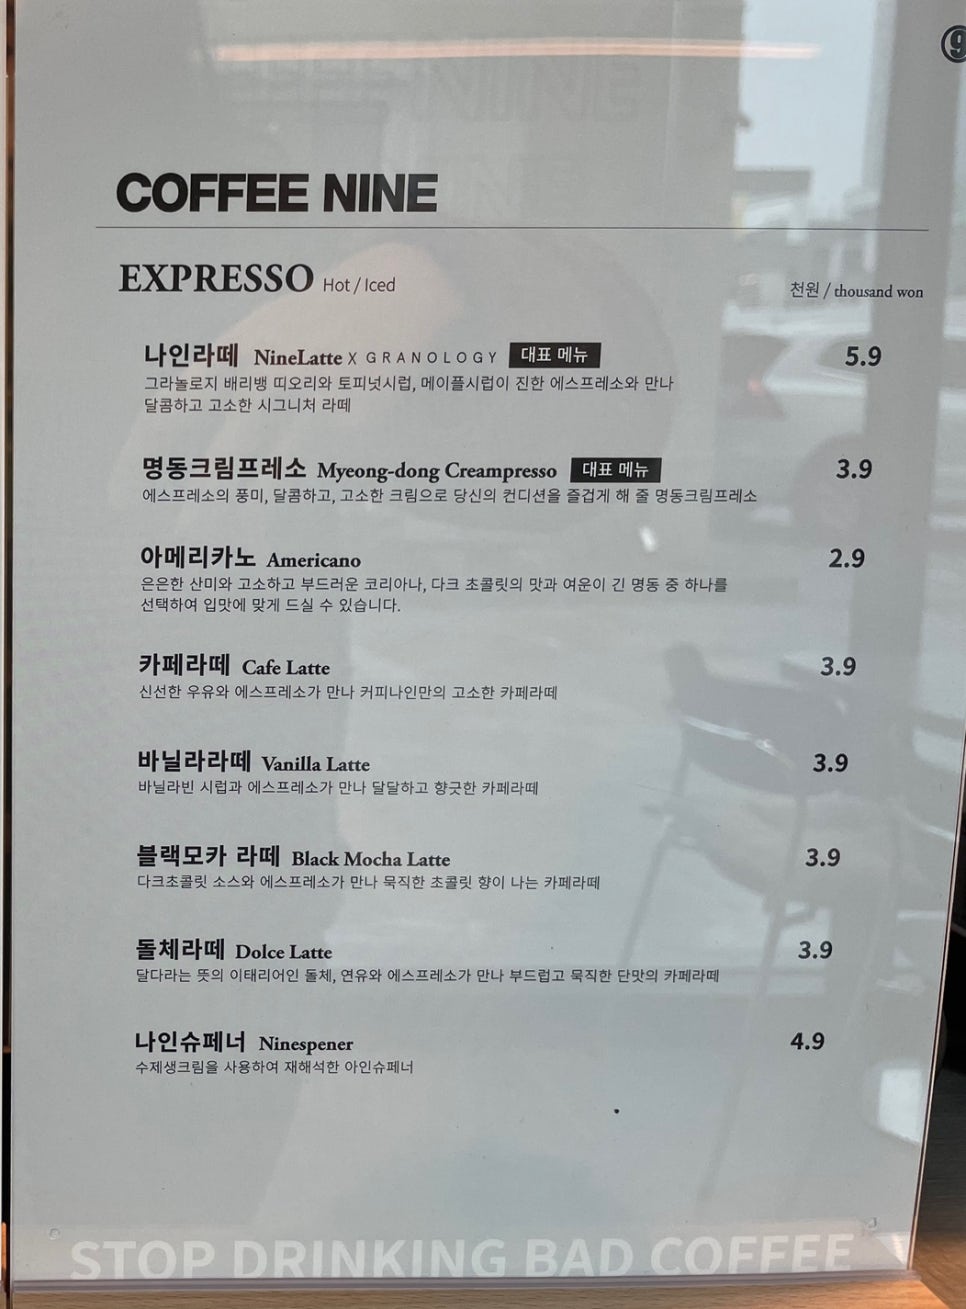 ⑨
COFFEE NINE
EXPRESSO Hot / Iced
천원 / thousand won
나인라떼 NineLatte X GRANOLOGY 대표 메뉴 5.9
그라놀로지 배리뱅 띠오리와 토피넛시럽, 메이플시럽이 진한 에스프레소와 만나
달콤하고 고소한 시그니처 라떼
명동크림프레소 Myeong-dong Creampresso 대표 메뉴 3.9
에스프레소의 풍미, 달콤하고, 고소한 크림으로 당신의 컨디션을 즐겁게 해 줄 명동크림프레소
아메리카노 Americano 2.9
은은한 산미와 고소하고 부드러운 코리아나, 다크 초콜릿의 맛과 여운이 긴 명동 중 하나를
선택하여 입맛에 맞게 드실 수 있습니다.
카페라떼 Cafe Latte 3.9
신선한 우유와 에스프레소가 만나 커피나인만의 고소한 카페라떼
바닐라라떼 Vanilla Latte 3.9
바닐라빈 시럽과 에스프레소가 만나 달달하고 향긋한 카페라떼
블랙모카 라떼 Black Mocha Latte 3.9
다크초콜릿 소스와 에스프레소가 만나 묵직한 초콜릿 향이 나는 카페라떼
돌체라떼 Dolce Latte 3.9
달다라는 뜻의 이태리어인 돌체, 연유와 에스프레소가 만나 부드럽고 묵직한 단맛의 카페라떼
나인슈페너 Ninespener 4.9
수제생크림을 사용하여 재해석한 아인슈페너
STOP DRINKING BAD COFFEE